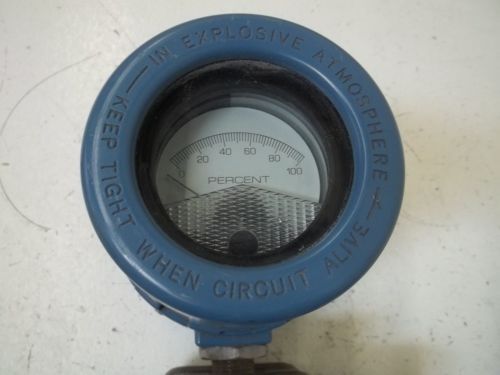 IN EXPLOSIVE ATMOSPHERE
KEEP TIGHT WHEN CIRCUIT ALIVE
0 20 40 60 80 100
PERCENT